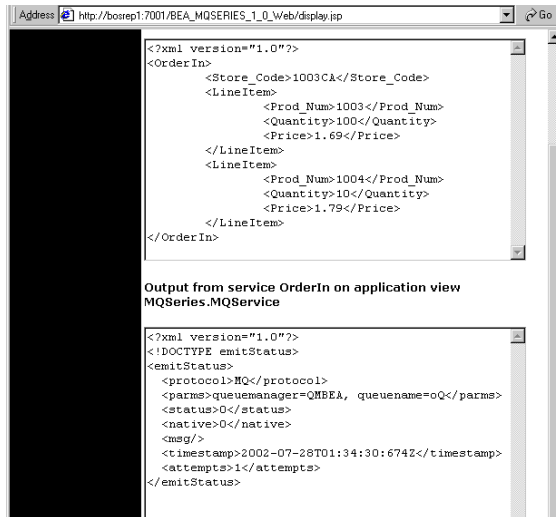 Address http://bosrep1:7001/BEA_MQSERIES_1_0_Web/display.jsp Go
<?xml version="1.0"?>
<OrderIn>
<Store_Code>1003CA</Store_Code>
<LineItem>
<Prod_Num>1003</Prod_Num>
<Quantity>100</Quantity>
<Price>1.69</Price>
</LineItem>
<LineItem>
<Prod_Num>1004</Prod_Num>
<Quantity>10</Quantity>
<Price>1.79</Price>
</LineItem>
</OrderIn>
Output from service OrderIn on application view
MQSeries.MQService
<?xml version="1.0"?>
<!DOCTYPE emitStatus>
<emitStatus>
<protocol>MQ</protocol>
<parms>queuemanager=QMBEA, queuename=oQ</parms>
<status>0</status>
<native>0</native>
<msg/>
<timestamp>2002-07-28T01:34:30:674Z</timestamp>
<attempts>1</attempts>
</emitStatus>